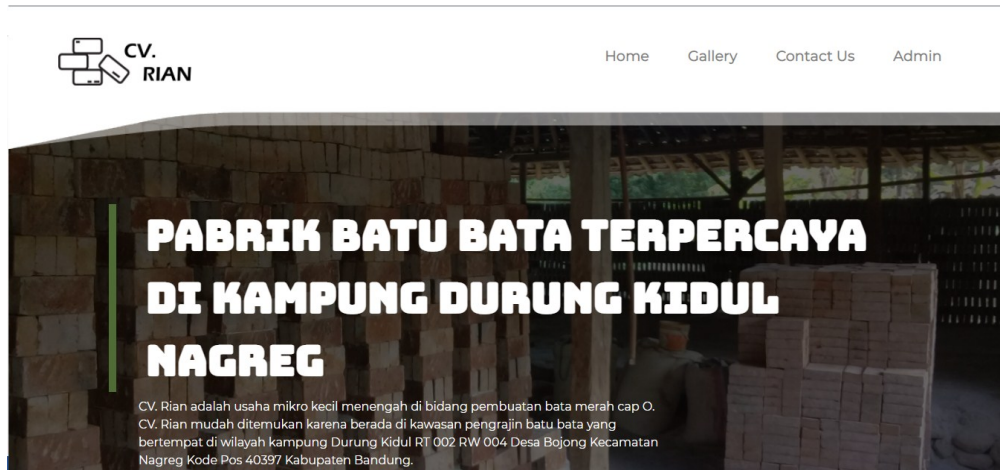 CV.
RIAN
Home Gallery Contact Us Admin
PABRIK BATU BATA TERPERCAYA
DI KAMPUNG DURUNG KIDUL
NAGREG
CV. Rian adalah usaha mikro kecil menengah di bidang pembuatan bata merah cap O.
CV. Rian mudah ditemukan karena berada di kawasan pengrajin batu bata yang
bertempat di wilayah kampung Durung Kidul RT 002 RW 004 Desa Bojong Kecamatan
Nagreg Kode Pos 40397 Kabupaten Bandung.